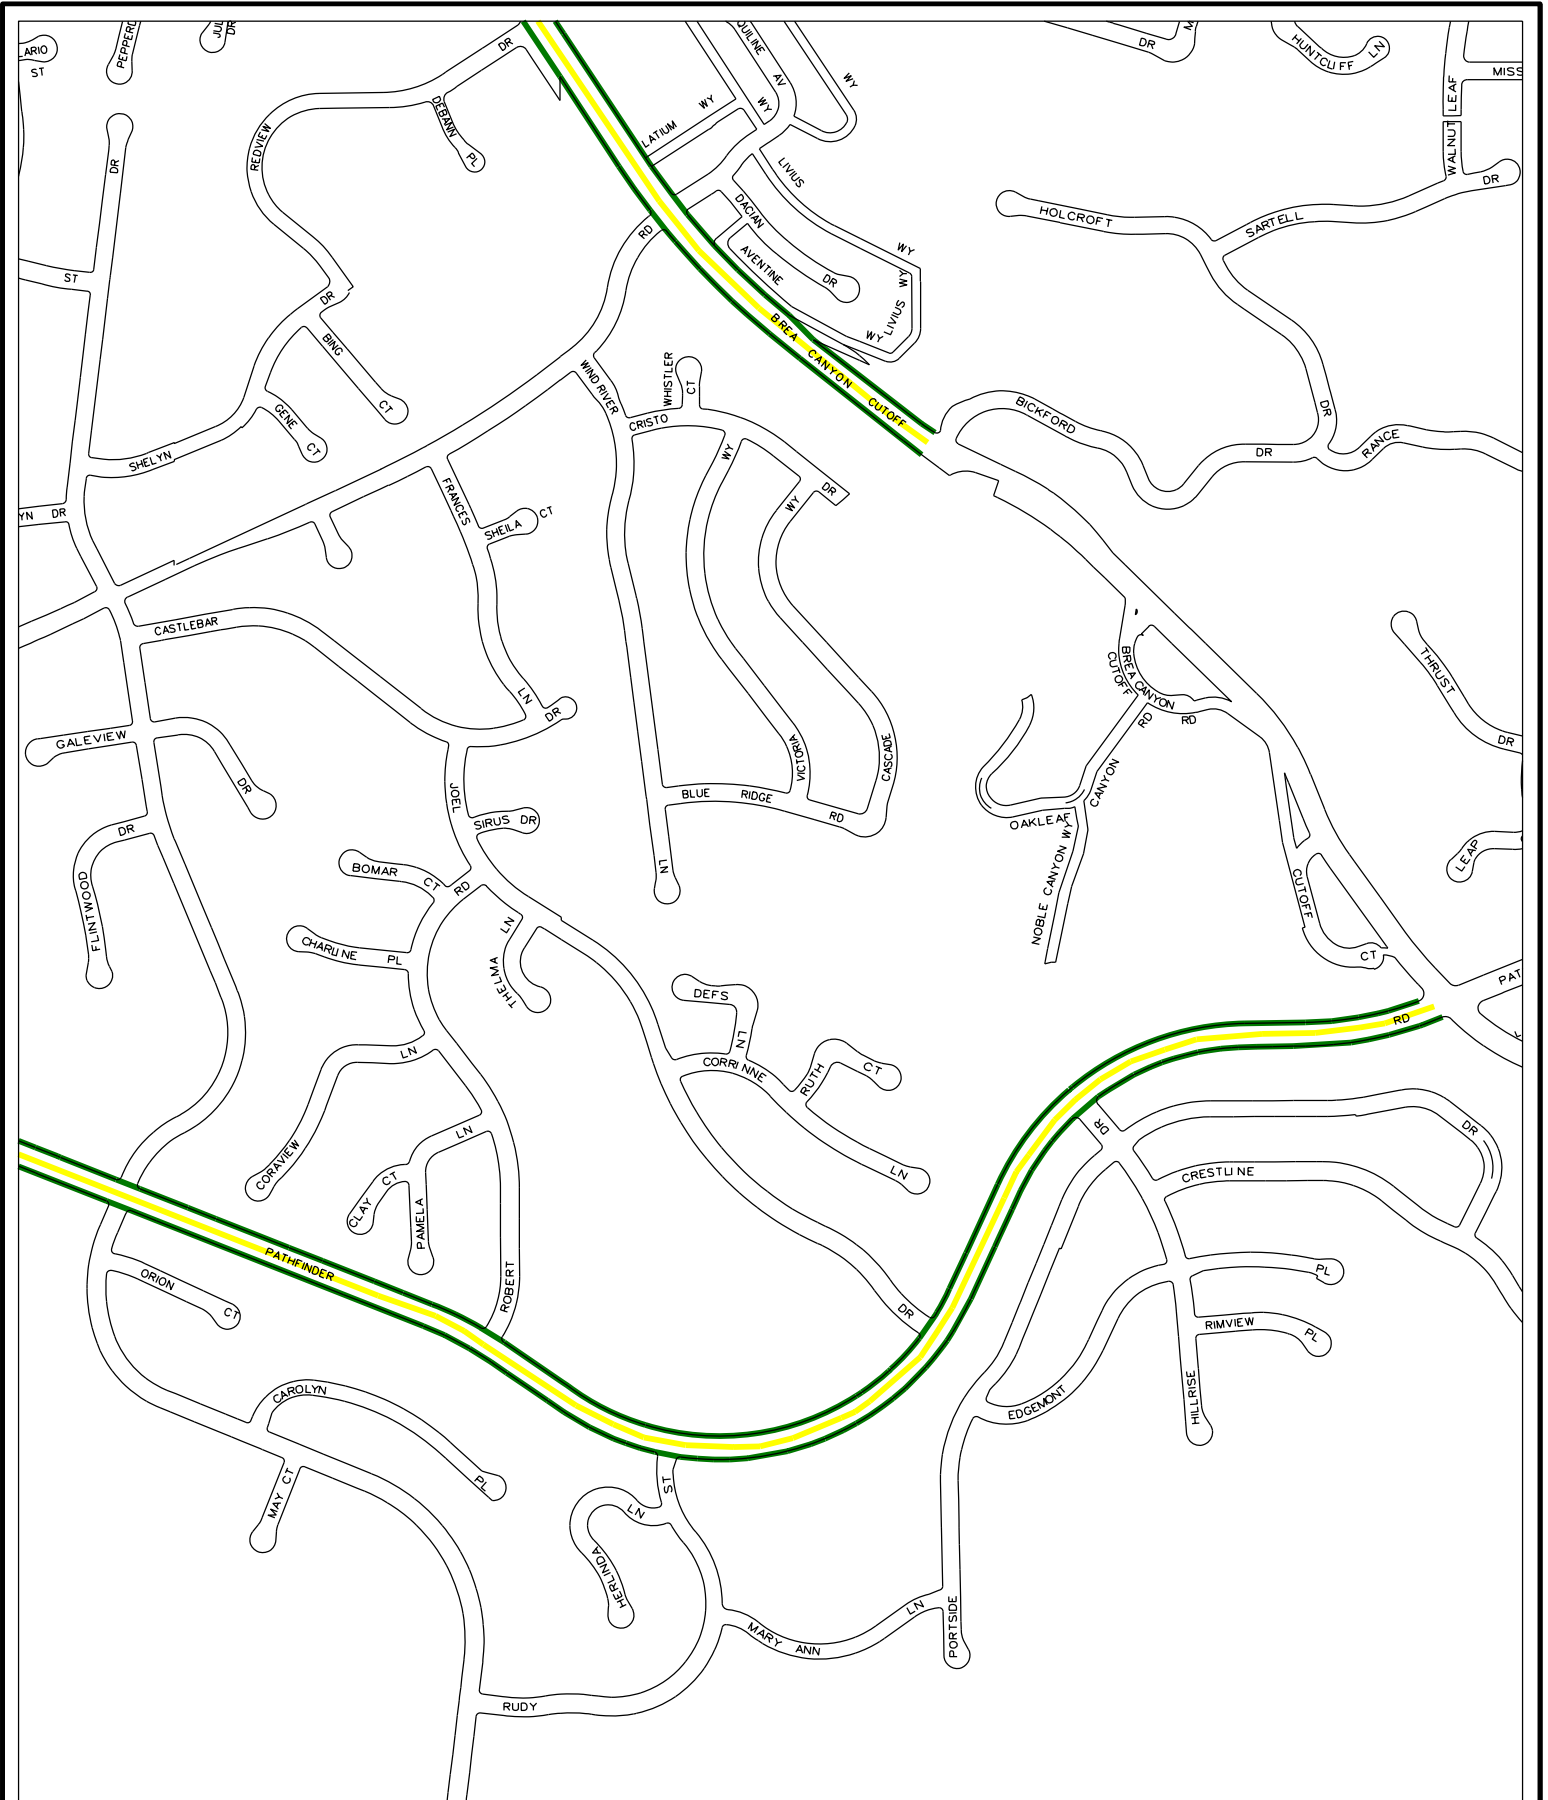 ARIO
ST
PEPPERD
JUL
DR
DR
QUILINE
AV
WY
WY
WY
LATIUM
DR
M
HUNTCLIFF LN
MISS
WALNUT LEAF
REDVIEW
DEBANN
PL
DR
LIVIUS
WY
DACIAN
DR
AVENTINE
WY
LIVIUS
WY
HOLCROFT
SARTELL
DR
RD
ST
DR
BING
CT
GENE
CT
SHELYN
BREA CANYON CUTOFF
WIND RIVER
WHISTLER
CT
CRISTO
WY
WY
DR
BICKFORD
DR
DR
RANCE
YN DR
FRANCES
SHEILA
CT
CASTLEBAR
LN
DR
BREA CANYON
CUTOFF
RD
RD
CANYON
OAKLEAF
NOBLE CANYON WY
THRUST
DR
GALEVIEW
DR
JOEL
SIRUS DR
VICTORIA
CASCADE
BLUE RIDGE
RD
DR
FLINTWOOD
BOMAR
CT
RD
LN
LN
THELMA
LEAP
CUTOFF
CT
CHARLINE PL
DEFS
LN
PAT
K
RD
LN
CORAVIEW
CORRINNE
RUTH
CT
LN
DR
DR
CRESTLINE
LN
CLAY
CT
PAMELA
PATHFINDER
ORION
CT
ROBERT
DR
PL
RIMVIEW
PL
HILLRISE
EDGEMONT
CAROLYN
PL
MAY CT
ST
LN
HERLINDA
MARY ANN
LN
PORTSIDE
RUDY